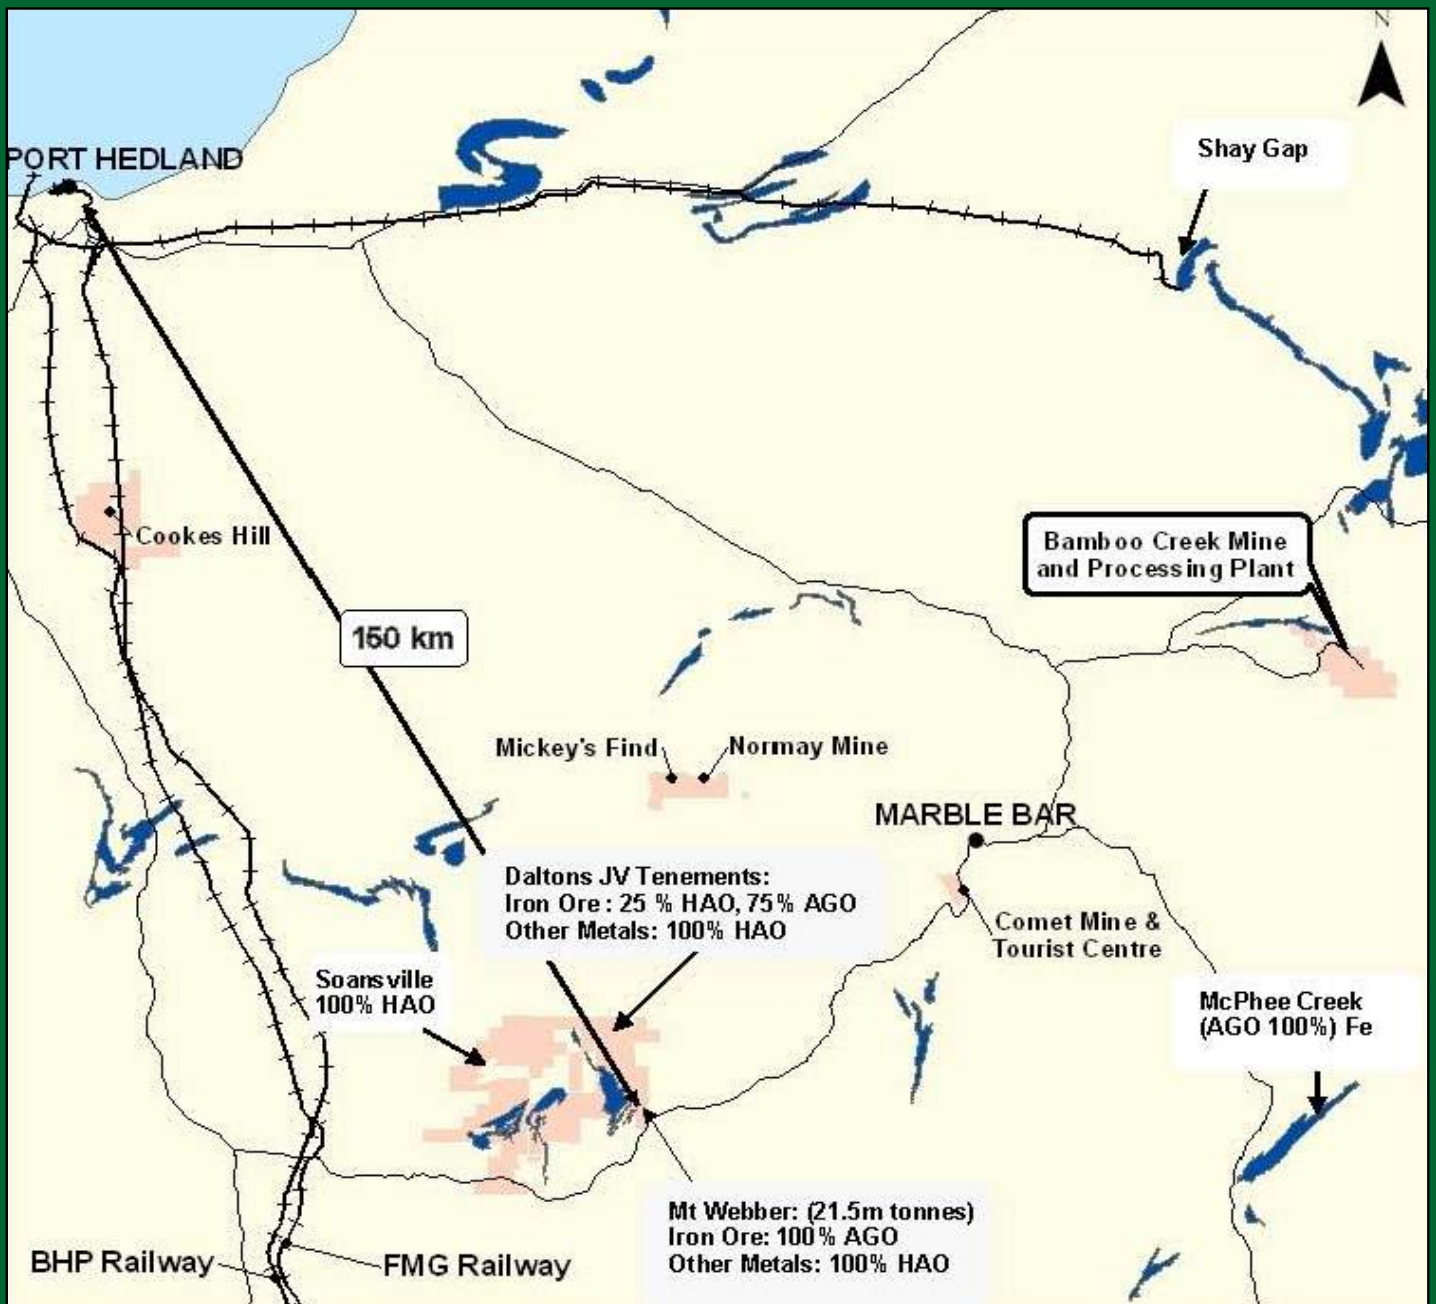 N
PORT HEDLAND
Shay Gap
Cookes Hill
Bamboo Creek Mine
and Processing Plant
150 km
Mickey's Find
Normay Mine
MARBLE BAR
Daltons JV Tenements:
Iron Ore : 25 % HAO, 75% AGO
Other Metals: 100% HAO
Comet Mine &
Tourist Centre
Soansville
100% HAO
McPhee Creek
(AGO 100%) Fe
Mt Webber: (21.5m tonnes)
Iron Ore: 100% AGO
Other Metals: 100% HAO
BHP Railway
FMG Railway